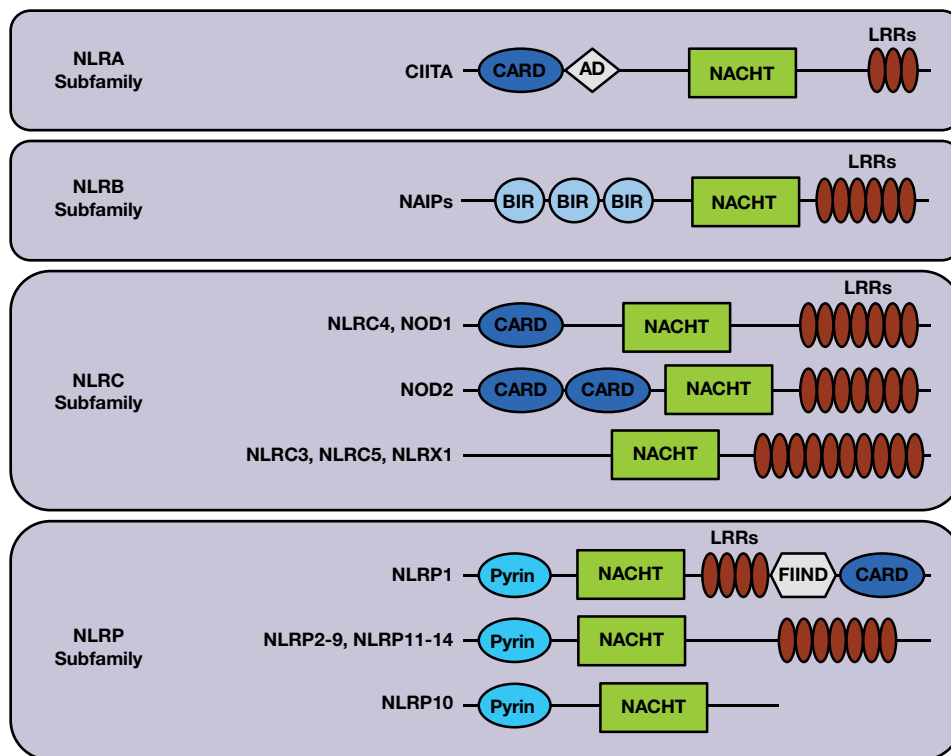 NLRA
Subfamily
LRRs
CIITA CARD AD NACHT
NLRB
Subfamily
LRRs
NAIPs BIR BIR BIR NACHT
NLRC
Subfamily
LRRs
NLRC4, NOD1 CARD NACHT
NOD2 CARD CARD NACHT
NLRC3, NLRC5, NLRX1 NACHT
NLRP
Subfamily
LRRs
NLRP1 Pyrin NACHT FIIND CARD
NLRP2-9, NLRP11-14 Pyrin NACHT
NLRP10 Pyrin NACHT